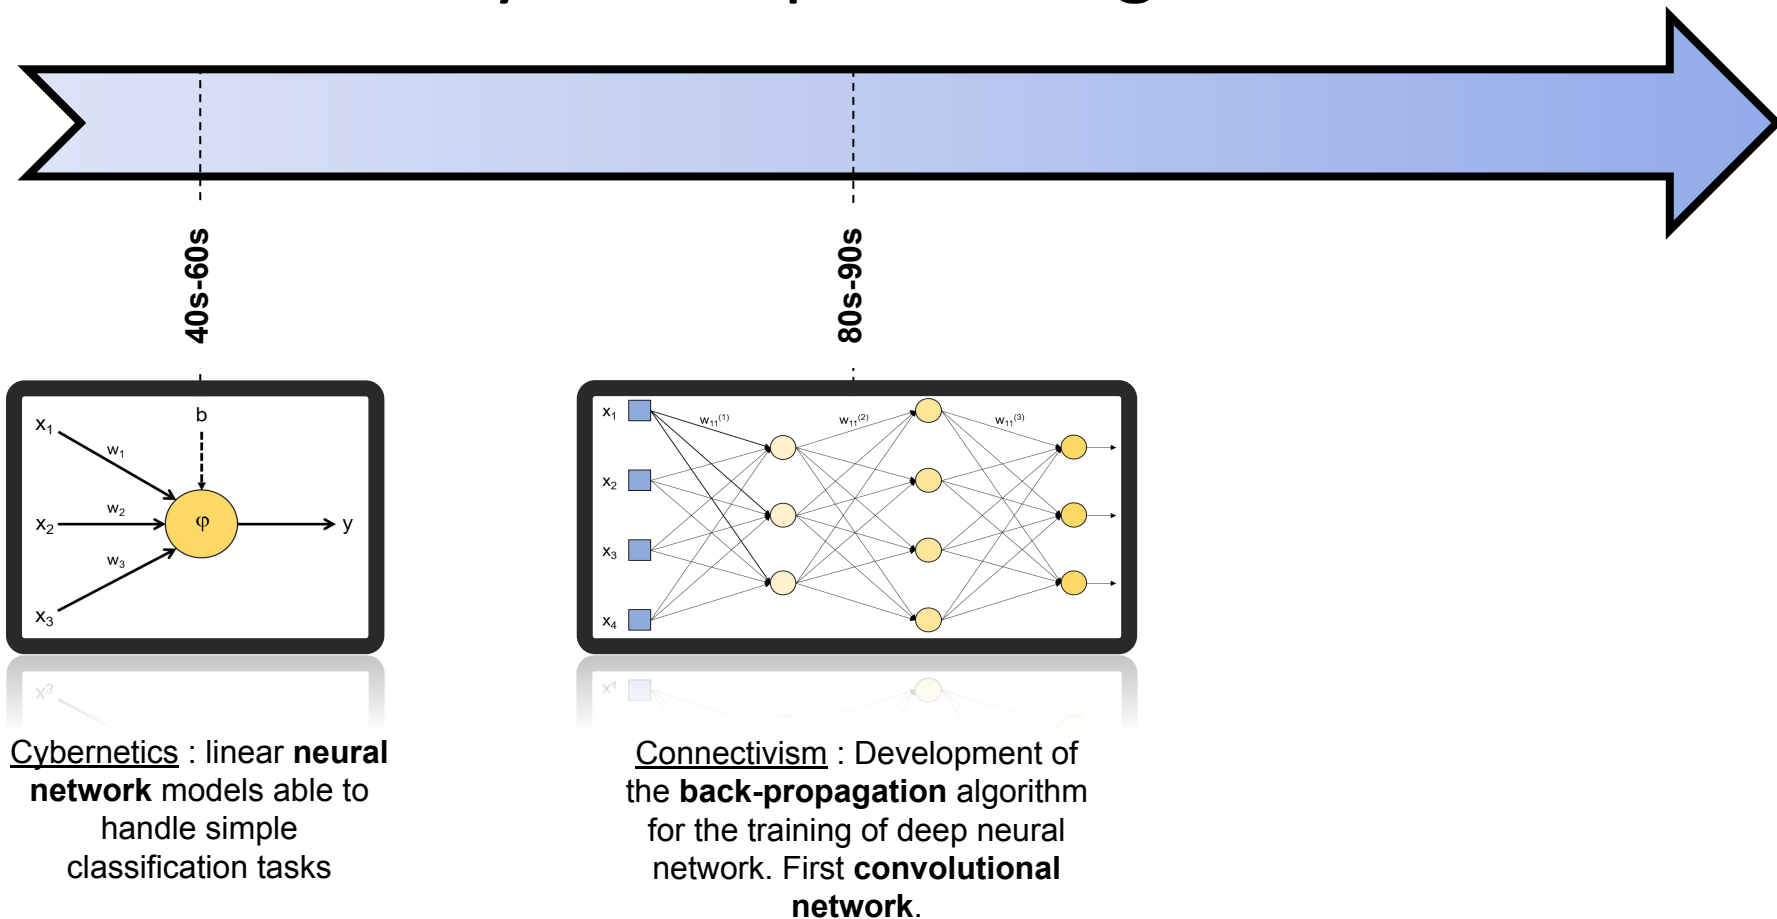 40s-60s
80s-90s
x1
w1
b
x2
w2
φ
y
w3
x3
x1
w11(1)
w11(2)
w11(3)
x2
x3
x4
Cybernetics : linear neural
network models able to
handle simple
classification tasks
Connectivism : Development of
the back-propagation algorithm
for the training of deep neural
network. First convolutional
network.